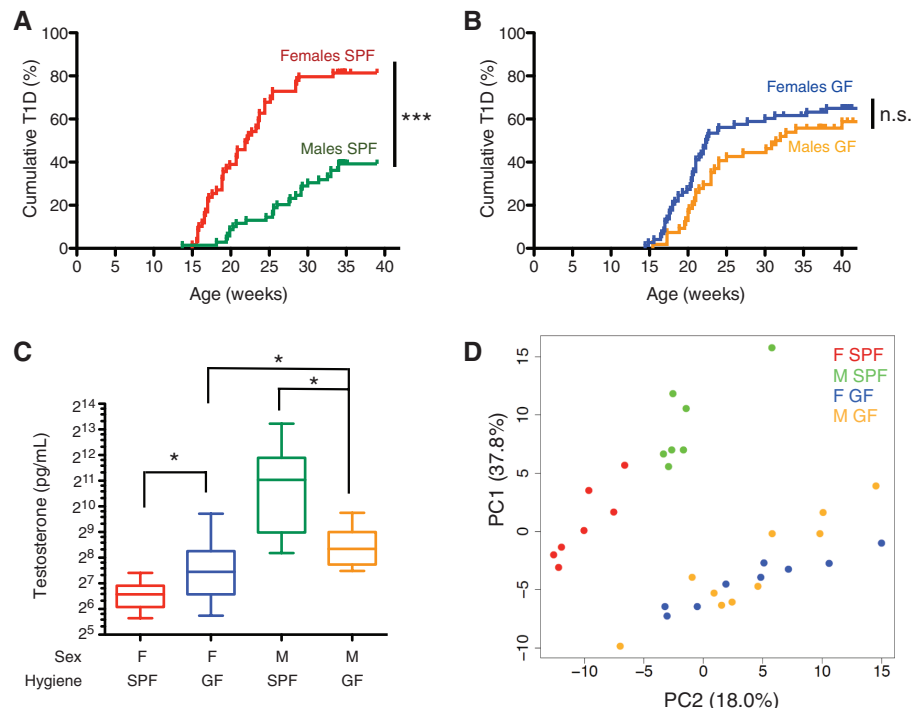 A
Cumulative T1D (%)
100
80
60
40
20
0
Females SPF
Males SPF
***
0 5 10 15 20 25 30 35 40
Age (weeks)
B
Cumulative T1D (%)
100
80
60
40
20
0
Females GF
Males GF
n.s.
0 5 10 15 20 25 30 35 40
Age (weeks)
C
Testosterone (pg/mL)
2^14
2^13
2^12
2^11
2^10
2^9
2^8
2^7
2^6
2^5
*
*
*
Sex F F M M
Hygiene SPF GF SPF GF
D
F SPF
M SPF
F GF
M GF
PC1 (37.8%)
15
10
5
0
−5
−10
−10 −5 0 5 10 15
PC2 (18.0%)